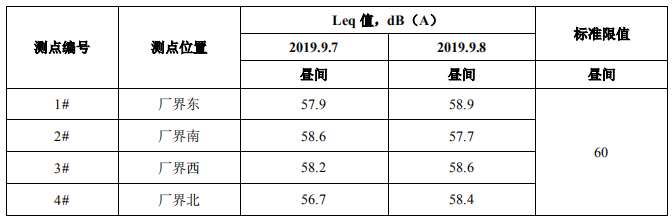 测点编号 测点位置 Leq 值，dB（A） 标准限值
2019.9.7 2019.9.8
昼间 昼间 昼间
1# 厂界东 57.9 58.9 60
2# 厂界南 58.6 57.7
3# 厂界西 58.2 58.6
4# 厂界北 56.7 58.4